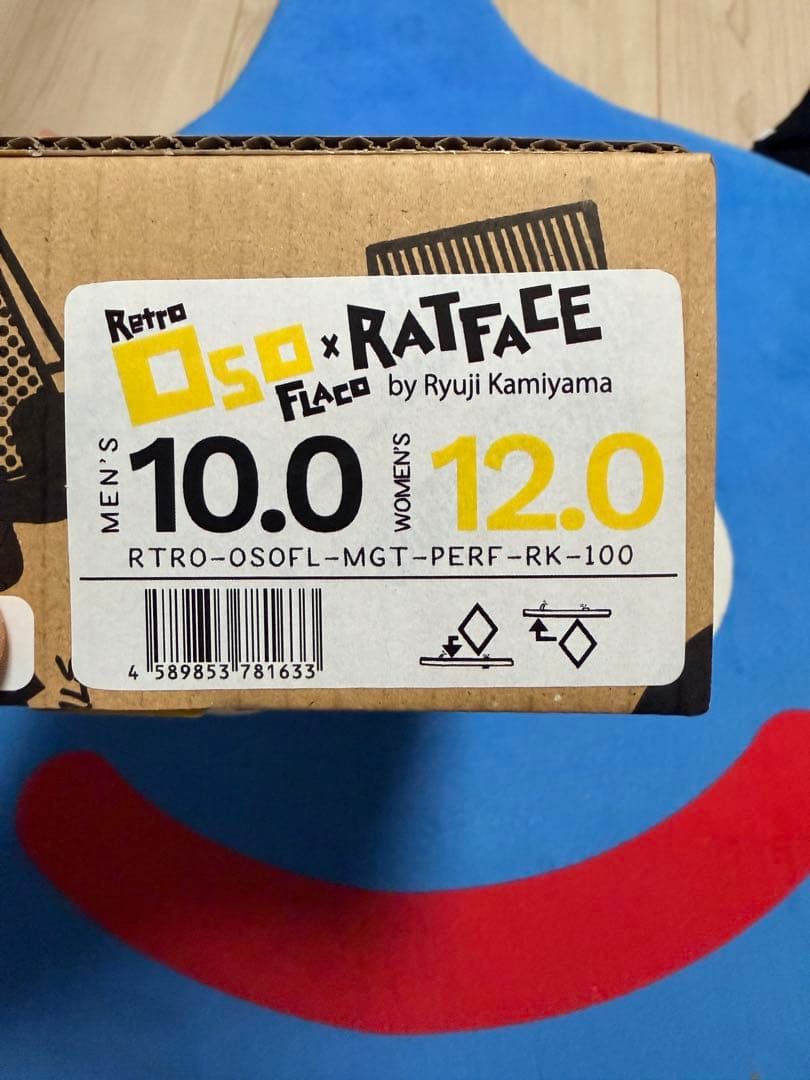 Retro
Oso
FLaco
x RATFACE
by Ryuji Kamiyama
MEN'S 10.0 WOMEN'S 12.0
RTRO-OSOFL-MGT-PERF-RK-100
4 589853 781633